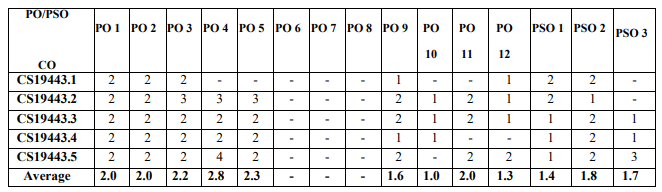 PO/PSO CO PO 1 PO 2 PO 3 PO 4 PO 5 PO 6 PO 7 PO 8 PO 9 PO 10 PO 11 PO 12 PSO 1 PSO 2 PSO 3
CS19443.1 2 2 2 - - - - - 1 - - 1 2 2 -
CS19443.2 2 2 3 3 3 - - - 2 1 2 1 2 1 -
CS19443.3 2 2 2 2 2 - - - 2 1 2 1 1 2 1
CS19443.4 2 2 2 2 2 - - - 1 1 - - 1 2 1
CS19443.5 2 2 2 4 2 - - - 2 - 2 2 1 2 3
Average 2.0 2.0 2.2 2.8 2.3 - - - 1.6 1.0 2.0 1.3 1.4 1.8 1.7